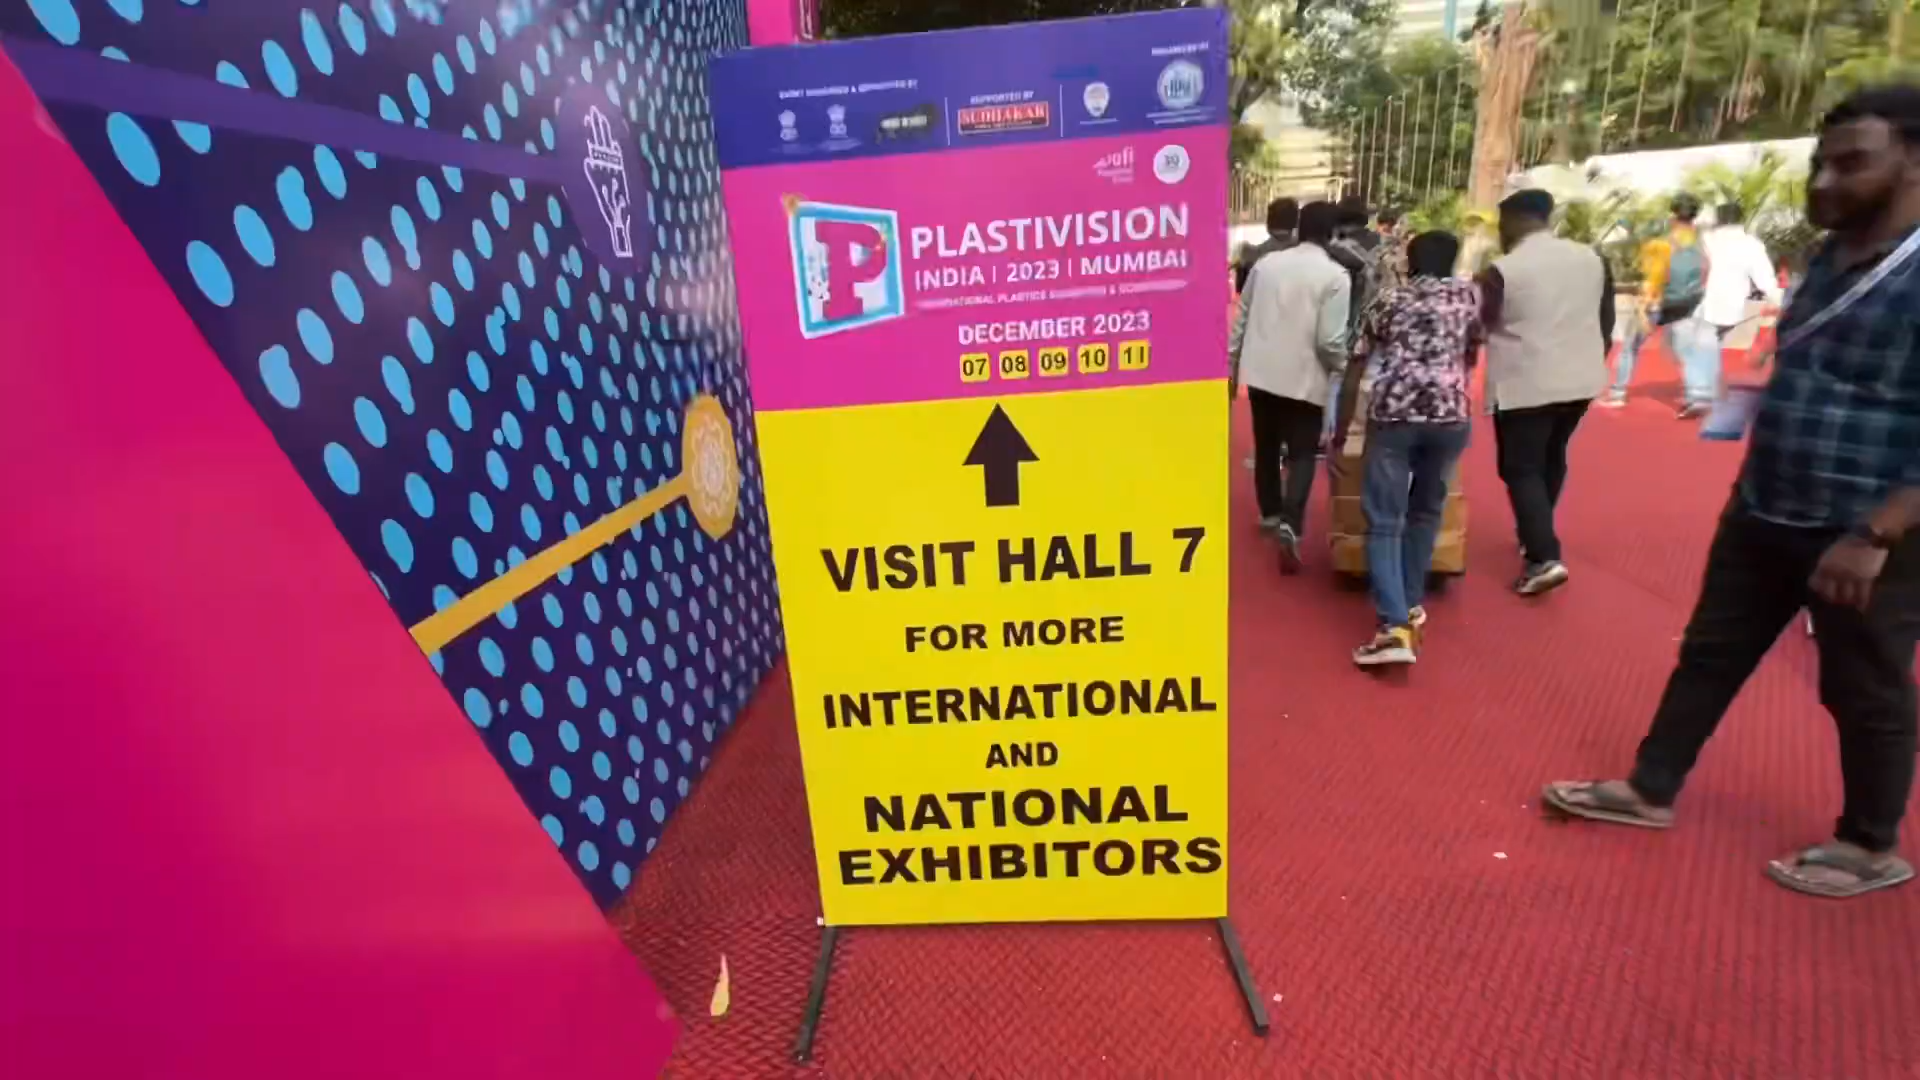 SUPPORTED BY
SUDHAKAR
PLASTIVISION
INDIA | 2023 | MUMBAI
DECEMBER 2023
07 08 09 10 11
VISIT HALL 7
FOR MORE
INTERNATIONAL
AND
NATIONAL
EXHIBITORS